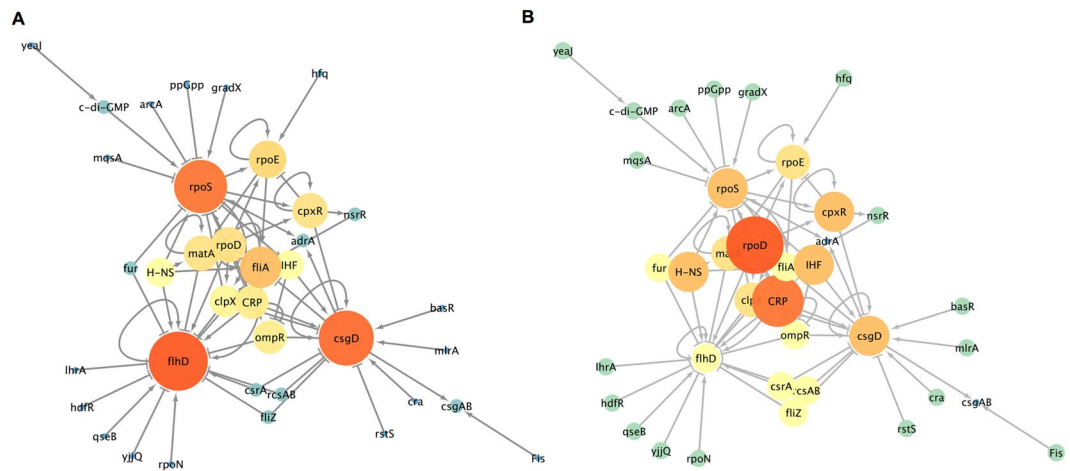 A
yeaJ
hfq
ppGpp
gradX
c-di-GMP
arcA
mqsA
rpoE
rpoS
cpxR
nsrR
matA
rpoD
adrA
fur
H-NS
fliA
IHF
clpX
CRP
basR
ompR
csgD
mlrA
flhD
lhrA
csrA
rcsAB
hdfR
fliZ
cra
csgAB
qseB
rstS
yjjQ
rpoN
Fis
B
yeaJ
hfq
ppGpp
gradX
c-di-GMP
arcA
mqsA
rpoE
rpoS
cpxR
nsrR
rpoD
adrA
matA
fur
H-NS
fliA
IHF
clpX
CRP
basR
ompR
csgD
mlrA
flhD
lhrA
csrA
rcsAB
hdfR
fliZ
cra
csgAB
qseB
rstS
yjjQ
rpoN
Fis